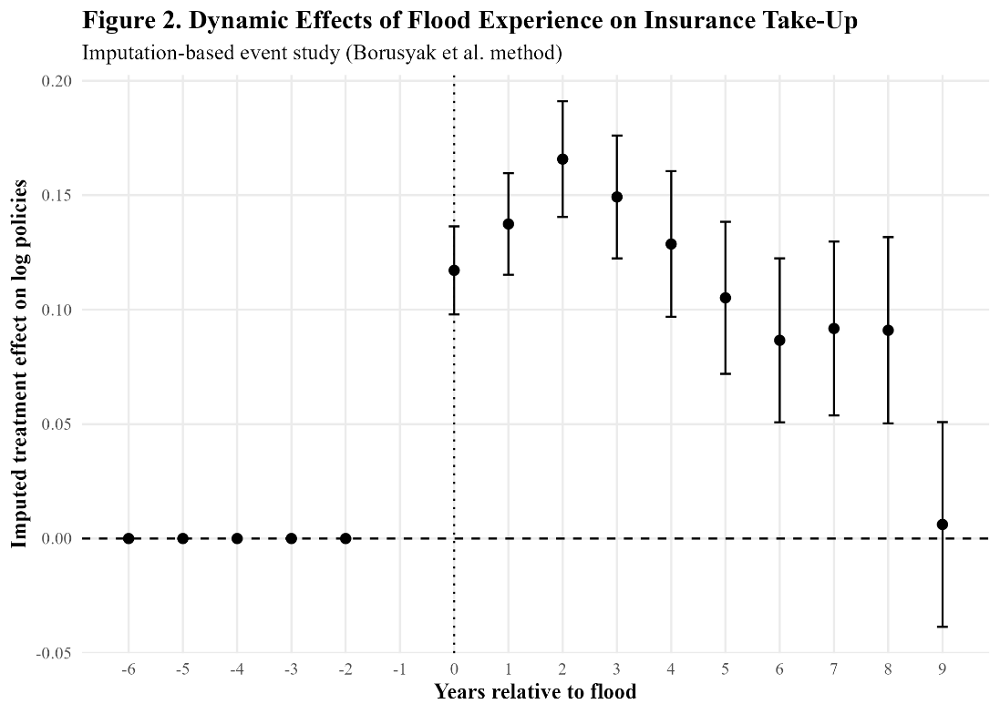 Figure 2. Dynamic Effects of Flood Experience on Insurance Take-Up
Imputation-based event study (Borusyak et al. method)
Imputed treatment effect on log policies
0.20
0.15
0.10
0.05
0.00
-0.05
-6 -5 -4 -3 -2 -1 0 1 2 3 4 5 6 7 8 9
Years relative to flood